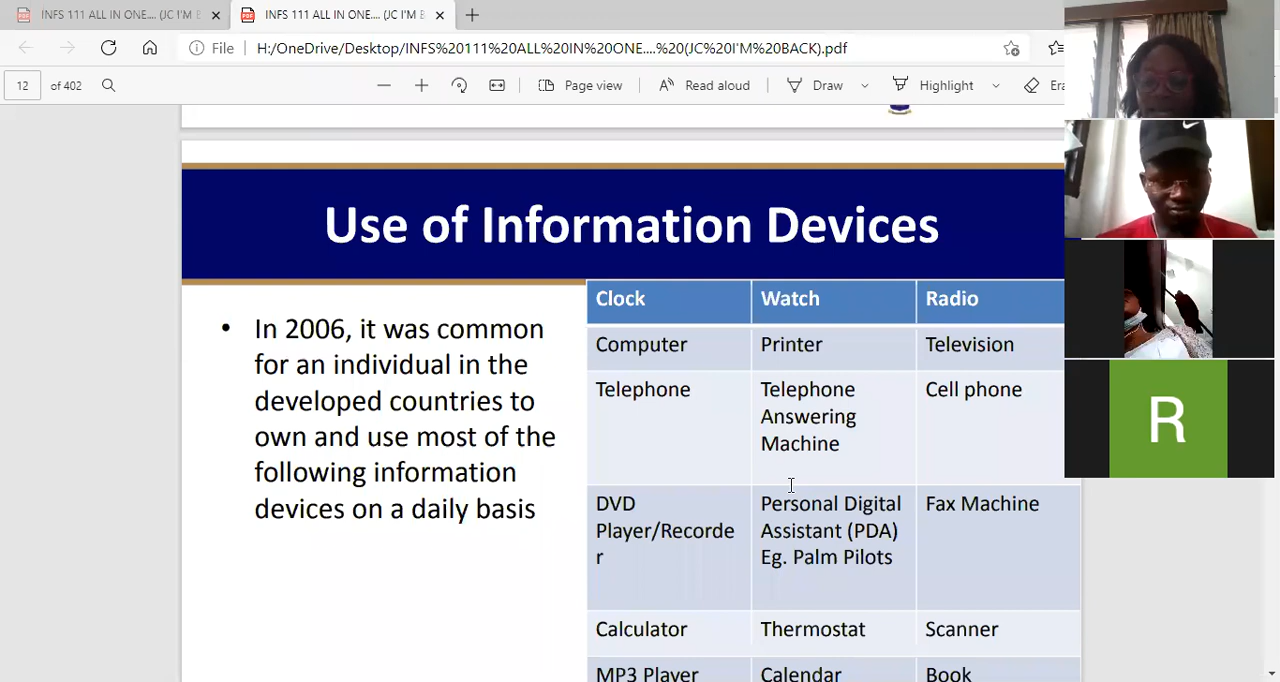 INFS 111 ALL IN ONE.... (JC I'M B
INFS 111 ALL IN ONE.... (JC I'M B
File H:/OneDrive/Desktop/INFS%20111%20ALL%20IN%20ONE....%20(JC%20I'M%20BACK).pdf
12 of 402 Page view Read aloud Draw Highlight Era
Use of Information Devices
• In 2006, it was common
for an individual in the
developed countries to
own and use most of the
following information
devices on a daily basis
Clock Watch Radio
Computer Printer Television
Telephone Telephone Cell phone
Answering
Machine
DVD Personal Digital Fax Machine
Player/Recorde Assistant (PDA)
r Eg. Palm Pilots
Calculator Thermostat Scanner
MP3 Player Calendar Book
R